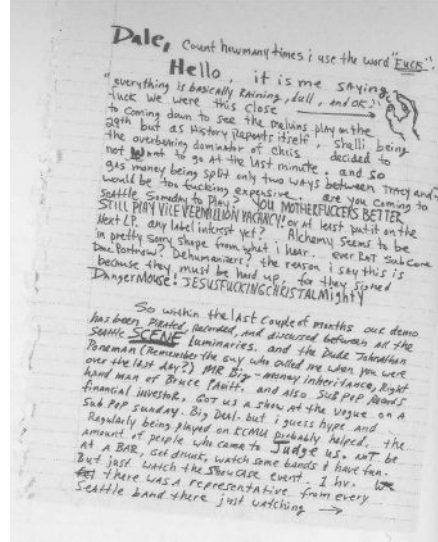 Dale, Count how many times i use the word "FUCK".
Hello, it is me saying
"everything is basically Raining, dull, and OK."
fuck We were this close
to coming down to see the melvins play on the
29th but as History Repeats itself, shelli being
the overbearing dominator of Chris decided to
not want to go at the last minute. and so
gas money being split only two ways between Tracy and
would be too fucking expensive. are you coming to
Seattle Someday to Play? YOU MOTHERFUCKERS BETTER
STILL PLAY VILE VERMILLION VACANCY! or at least put it on the
Next LP. any label interest yet? Alchemy Seems to be
in pretty sorry shape from what i hear. ever
Portnow? Dehumanizers? the reason i say this is
because they must be hard up, for they signed
DangerMouse! JESUSFUCKINGCHRISTALMighty
So within the last couple of months our demo
has been Pirated, Recorded, and discussed between all the
Seattle SCENE luminaries. and the Dude Johnathan
Poneman (Remember the guy who called me when you were
over the last day?) MR Big-money inheritance, Right
hand man of Bruce Pavitt. and also SUB POP Records
financial investoR, GOT us a show at the Vogue on a
Sub Pop sunday. Big Deal. but i guess hype and
Regularly being played on KCMU probably helped. the
amount of people who came to Judge us. NOT BE
AT A BAR, Get drunk, watch some bands & have fun.
But just watch the Showcase event. 1 hr. We
there was a representative from every
Seattle band there just watching →